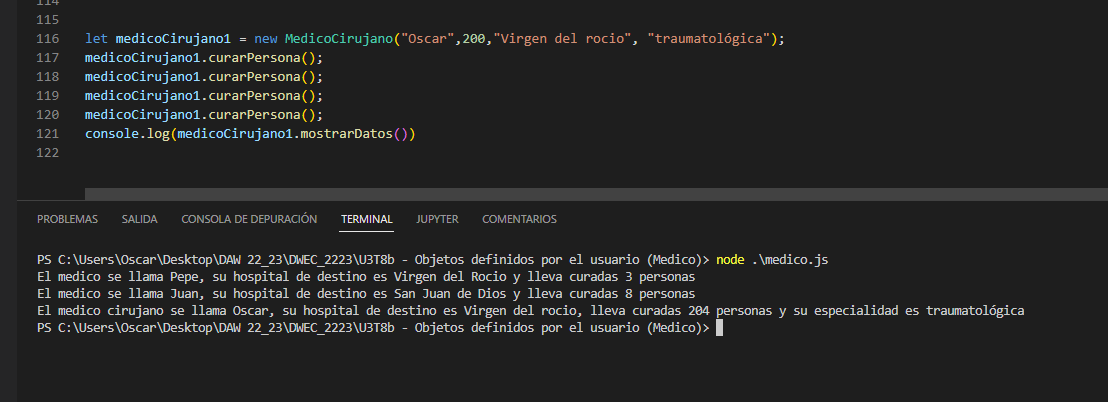 114
115
116 let medicoCirujano1 = new MedicoCirujano("Oscar",200,"Virgen del rocio", "traumatológica");
117 medicoCirujano1.curarPersona();
118 medicoCirujano1.curarPersona();
119 medicoCirujano1.curarPersona();
120 medicoCirujano1.curarPersona();
121 console.log(medicoCirujano1.mostrarDatos())
122
PROBLEMAS SALIDA CONSOLA DE DEPURACIÓN TERMINAL JUPYTER COMENTARIOS
PS C:\Users\Oscar\Desktop\DAW 22_23\DWEC_2223\U3T8b - Objetos definidos por el usuario (Medico)> node .\medico.js
El medico se llama Pepe, su hospital de destino es Virgen del Rocio y lleva curadas 3 personas
El medico se llama Juan, su hospital de destino es San Juan de Dios y lleva curadas 8 personas
El medico cirujano se llama Oscar, su hospital de destino es Virgen del rocio, lleva curadas 204 personas y su especialidad es traumatológica
PS C:\Users\Oscar\Desktop\DAW 22_23\DWEC_2223\U3T8b - Objetos definidos por el usuario (Medico)>